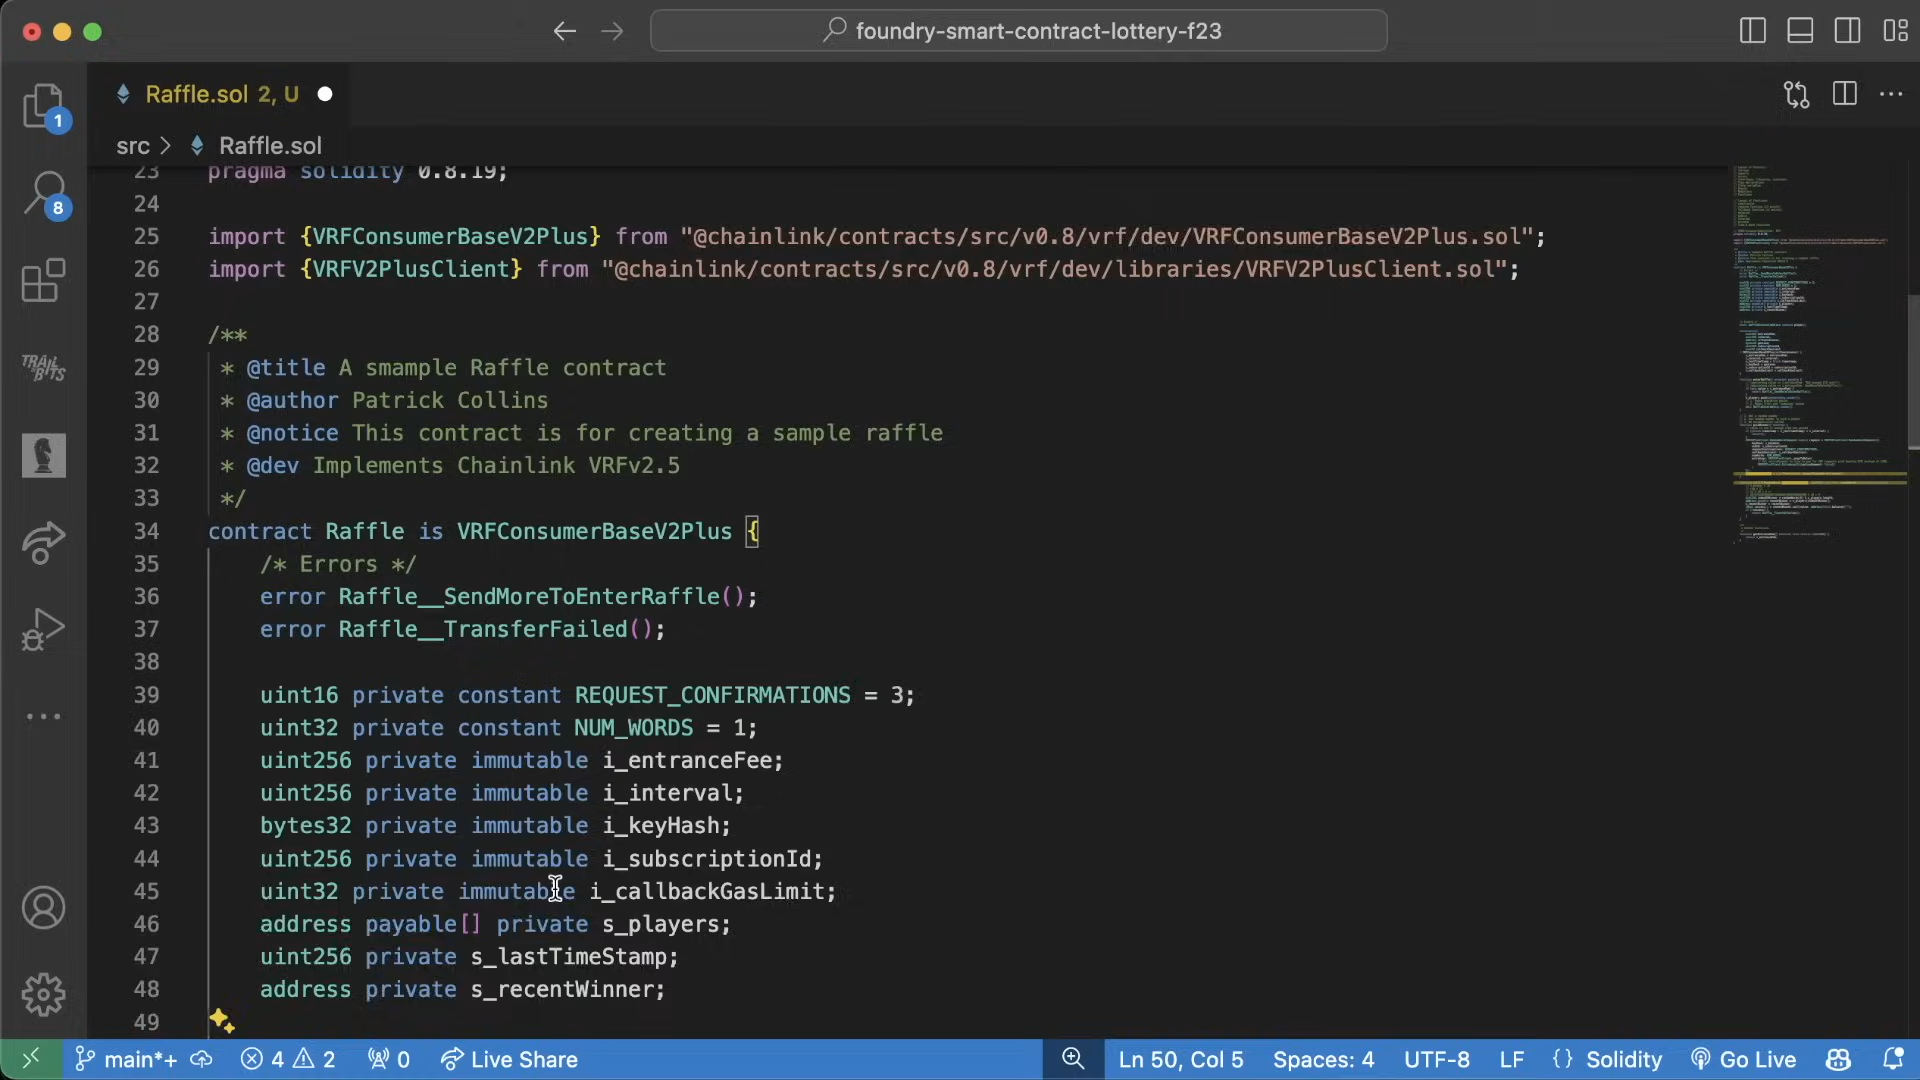 foundry-smart-contract-lottery-f23
Raffle.sol 2, U
src > Raffle.sol
23 pragma solidity 0.8.19;
24
25 import {VRFConsumerBaseV2Plus} from "@chainlink/contracts/src/v0.8/vrf/dev/VRFConsumerBaseV2Plus.sol";
26 import {VRFV2PlusClient} from "@chainlink/contracts/src/v0.8/vrf/dev/libraries/VRFV2PlusClient.sol";
27
28 /**
29 * @title A smample Raffle contract
30 * @author Patrick Collins
31 * @notice This contract is for creating a sample raffle
32 * @dev Implements Chainlink VRFv2.5
33 */
34 contract Raffle is VRFConsumerBaseV2Plus {
35 /* Errors */
36 error Raffle__SendMoreToEnterRaffle();
37 error Raffle__TransferFailed();
38
39 uint16 private constant REQUEST_CONFIRMATIONS = 3;
40 uint32 private constant NUM_WORDS = 1;
41 uint256 private immutable i_entranceFee;
42 uint256 private immutable i_interval;
43 bytes32 private immutable i_keyHash;
44 uint256 private immutable i_subscriptionId;
45 uint32 private immutable i_callbackGasLimit;
46 address payable[] private s_players;
47 uint256 private s_lastTimeStamp;
48 address private s_recentWinner;
49
1
8
TRAIL OF BITS
main*+ 4 2 0 Live Share Ln 50, Col 5 Spaces: 4 UTF-8 LF {} Solidity Go Live